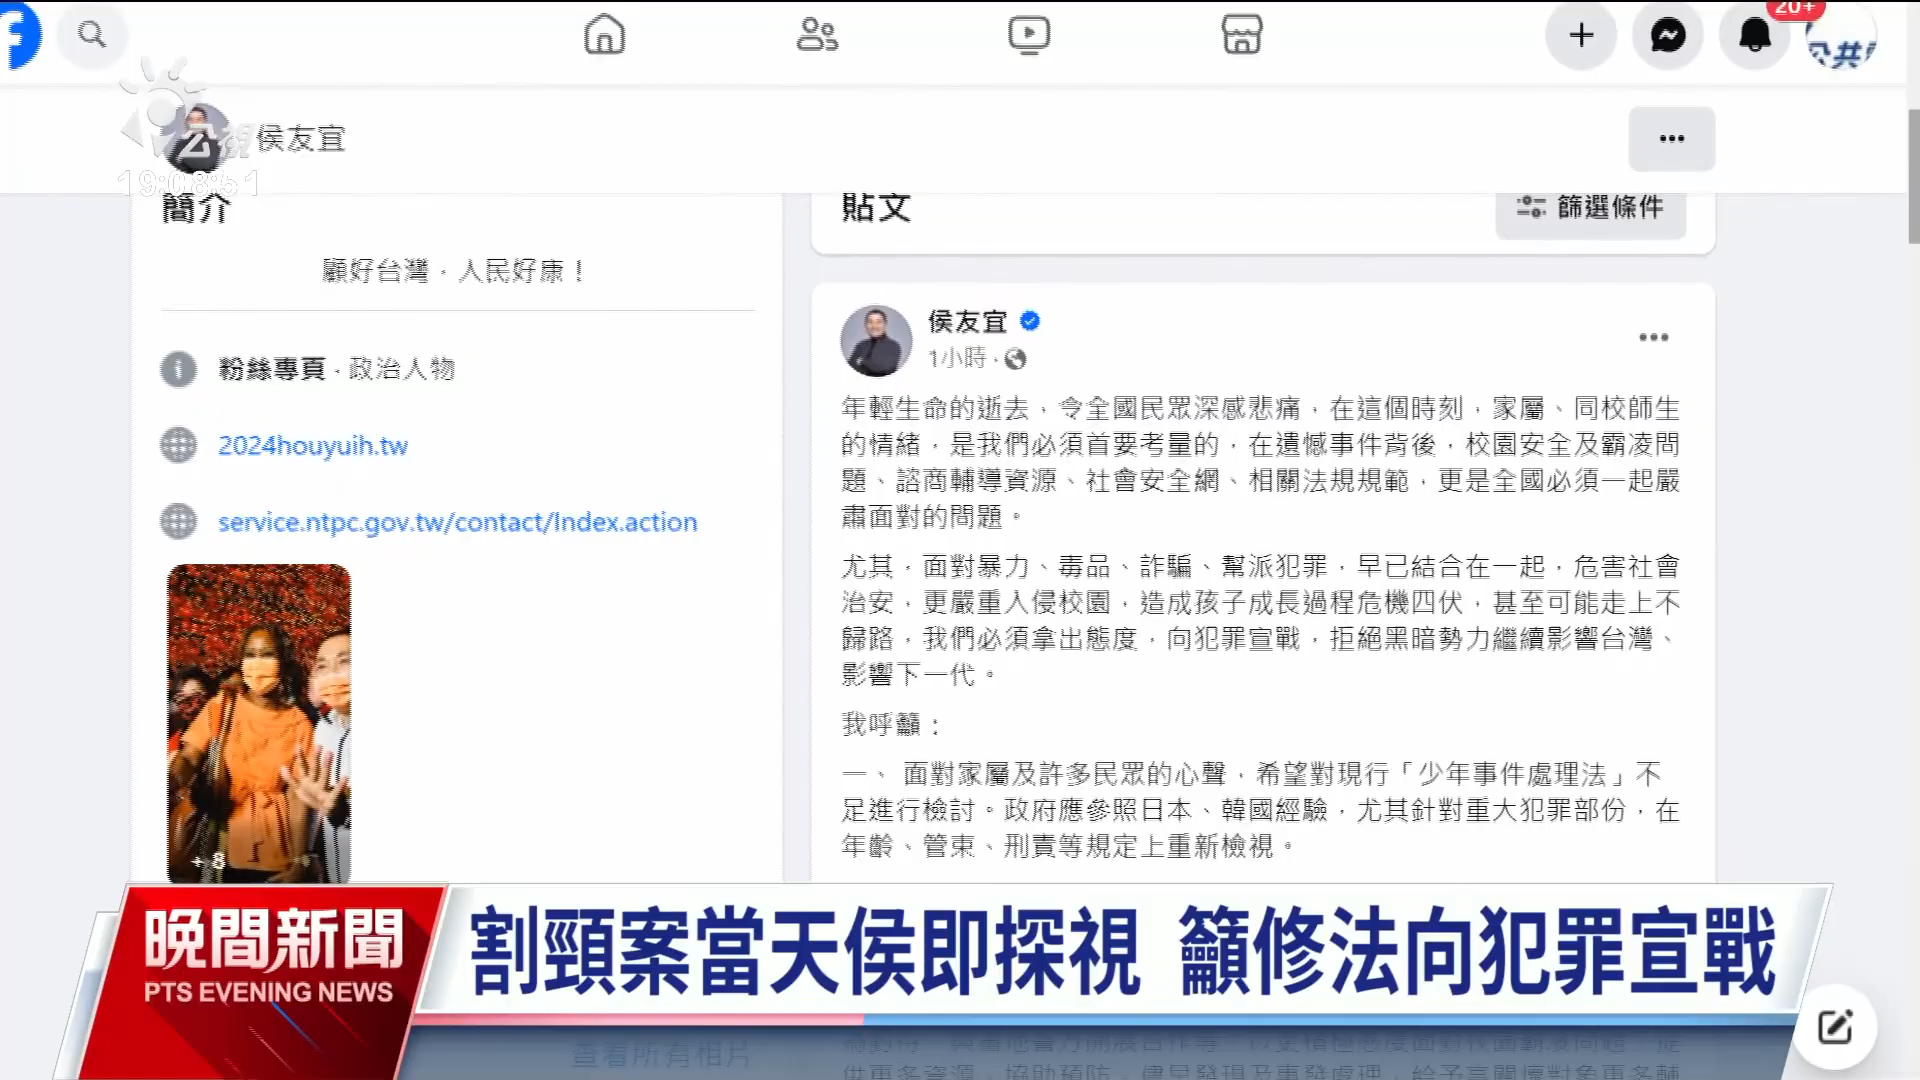 20+
公視
侯友宜
19:08:51
簡介
貼文
篩選條件
顧好台灣，人民好康！
粉絲專頁 · 政治人物
2024houyuih.tw
service.ntpc.gov.tw/contact/Index.action
+8
侯友宜
1小時 ·
年輕生命的逝去，令全國民眾深感悲痛，在這個時刻，家屬、同校師生
的情緒，是我們必須首要考量的，在遺憾事件背後，校園安全及霸凌問
題、諮商輔導資源、社會安全網、相關法規規範，更是全國必須一起嚴
肅面對的問題。
尤其，面對暴力、毒品、詐騙、幫派犯罪，早已結合在一起，危害社會
治安，更嚴重入侵校園，造成孩子成長過程危機四伏，甚至可能走上不
歸路，我們必須拿出態度，向犯罪宣戰，拒絕黑暗勢力繼續影響台灣、
影響下一代。
我呼籲：
一、 面對家屬及許多民眾的心聲，希望對現行「少年事件處理法」不
足進行檢討。政府應參照日本、韓國經驗，尤其針對重大犯罪部份，在
年齡、管束、刑責等規定上重新檢視。
晚間新聞
PTS EVENING NEWS
割頸案當天侯即探視 籲修法向犯罪宣戰
查看所有相片